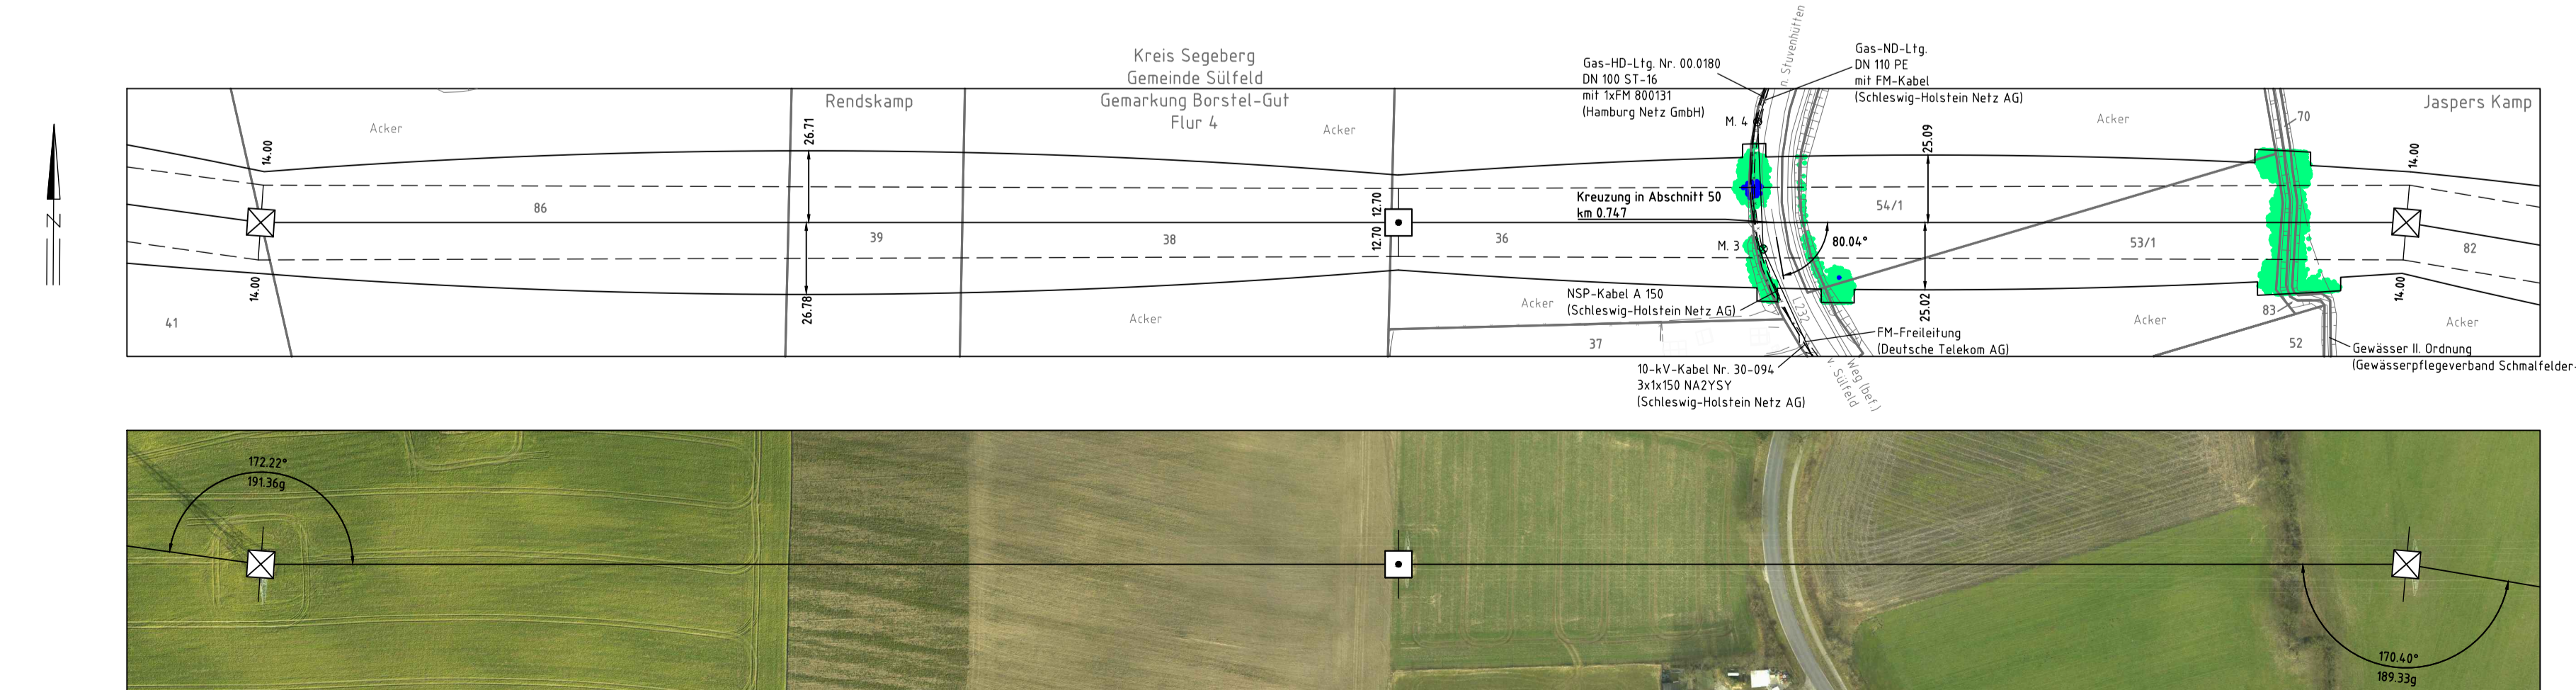 Kreis Segeberg
Gemeinde Sülfeld
Gemarkung Borstel-Gut
Flur 4
Rendskamp
Jaspers Kamp
Acker
Acker
Acker
Acker
Acker
Acker
Acker
n. Stuvenhütten
Gas-HD-Ltg. Nr. 00.0180
DN 100 ST-16
mit 1xFM 800131
(Hamburg Netz GmbH)
Gas-ND-Ltg.
DN 110 PE
mit FM-Kabel
(Schleswig-Holstein Netz AG)
M. 4
M. 3
70
14.00
14.00
26.71
26.78
12.70
12.70
25.09
25.02
14.00
14.00
Kreuzung in Abschnitt 50
km 0.747
80.04°
86
39
38
36
54/1
53/1
82
41
37
83
52
L232
NSP-Kabel A 150
(Schleswig-Holstein Netz AG)
FM-Freileitung
(Deutsche Telekom AG)
10-kV-Kabel Nr. 30-094
3x1x150 NA2YSY
(Schleswig-Holstein Netz AG)
v. Sülfeld
Weg (bef.)
Gewässer II. Ordnung
(Gewässerpflegeverband Schmalfelder-
N
172.22°
191.36g
170.40°
189.33g